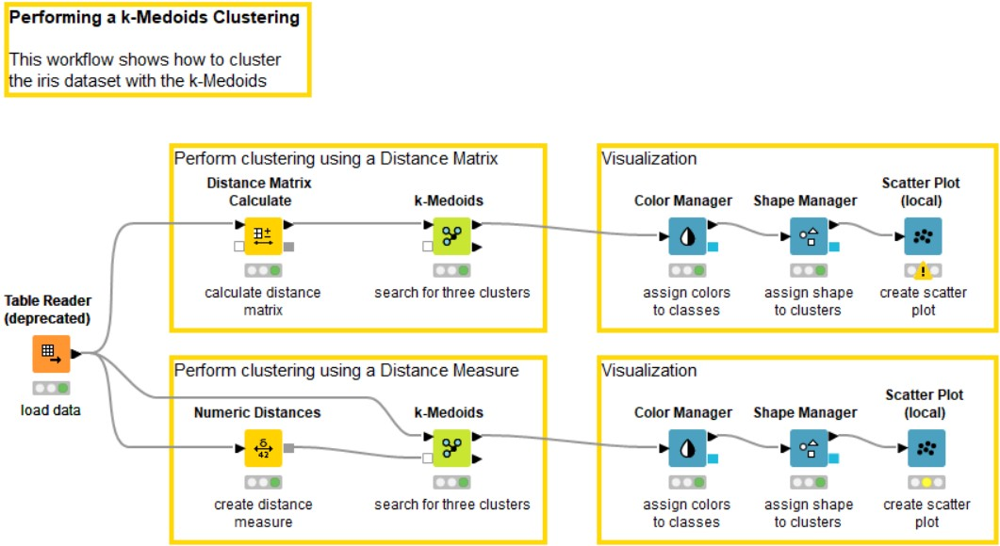 Performing a k-Medoids Clustering
This workflow shows how to cluster
the iris dataset with the k-Medoids
Perform clustering using a Distance Matrix
Distance Matrix
Calculate
calculate distance
matrix
k-Medoids
search for three clusters
Visualization
Color Manager
assign colors
to classes
Shape Manager
assign shape
to clusters
Scatter Plot
(local)
create scatter
plot
Table Reader
(deprecated)
load data
Perform clustering using a Distance Measure
Numeric Distances
δ
42
create distance
measure
k-Medoids
search for three clusters
Visualization
Color Manager
assign colors
to classes
Shape Manager
assign shape
to clusters
Scatter Plot
(local)
create scatter
plot